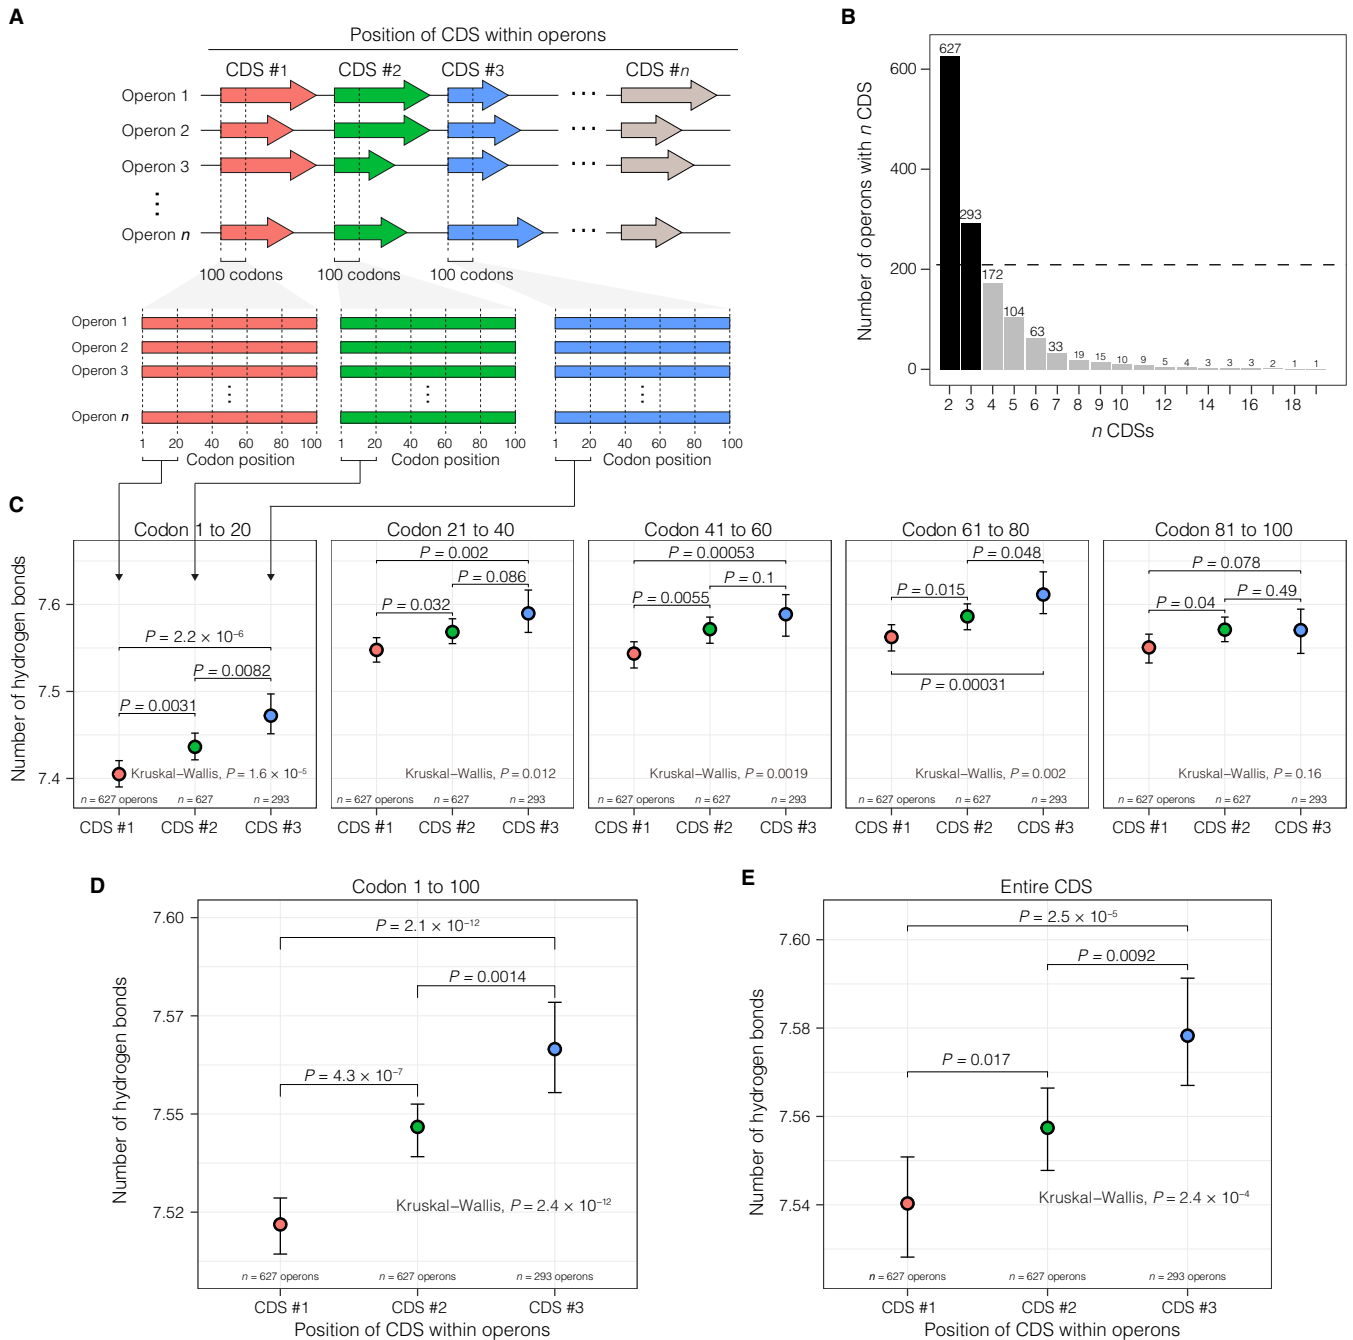 A
Position of CDS within operons
CDS #1 CDS #2 CDS #3 CDS #n
Operon 1
Operon 2
Operon 3
Operon n
100 codons 100 codons 100 codons
Operon 1
Operon 2
Operon 3
Operon n
1 20 40 60 80 100 1 20 40 60 80 100 1 20 40 60 80 100
Codon position Codon position Codon position
B
Number of operons with n CDS
600
400
200
0
627
293
172
104
63
33
19
15
10
9
5
4
3
3
3
2
1
1
2 3 4 5 6 7 8 9 10 12 14 16 18
n CDSs
C
Number of hydrogen bonds
7.6
7.5
7.4
Codon 1 to 20
P = 2.2 × 10⁻⁶
P = 0.0082
P = 0.0031
Kruskal–Wallis, P = 1.6 × 10⁻⁵
n = 627 operons n = 627 n = 293
CDS #1 CDS #2 CDS #3
Codon 21 to 40
P = 0.002
P = 0.086
P = 0.032
Kruskal–Wallis, P = 0.012
n = 627 operons n = 627 n = 293
CDS #1 CDS #2 CDS #3
Codon 41 to 60
P = 0.00053
P = 0.1
P = 0.0055
Kruskal–Wallis, P = 0.0019
n = 627 operons n = 627 n = 293
CDS #1 CDS #2 CDS #3
Codon 61 to 80
P = 0.048
P = 0.015
P = 0.00031
Kruskal–Wallis, P = 0.002
n = 627 operons n = 627 n = 293
CDS #1 CDS #2 CDS #3
Codon 81 to 100
P = 0.078
P = 0.49
P = 0.04
Kruskal–Wallis, P = 0.16
n = 627 operons n = 627 n = 293
CDS #1 CDS #2 CDS #3
D
Codon 1 to 100
Number of hydrogen bonds
7.60
7.57
7.55
7.52
P = 2.1 × 10⁻¹²
P = 0.0014
P = 4.3 × 10⁻⁷
Kruskal–Wallis, P = 2.4 × 10⁻¹²
n = 627 operons n = 627 operons n = 293 operons
CDS #1 CDS #2 CDS #3
Position of CDS within operons
E
Entire CDS
Number of hydrogen bonds
7.60
7.58
7.56
7.54
P = 2.5 × 10⁻⁵
P = 0.0092
P = 0.017
Kruskal–Wallis, P = 2.4 × 10⁻⁴
n = 627 operons n = 627 operons n = 293 operons
CDS #1 CDS #2 CDS #3
Position of CDS within operons